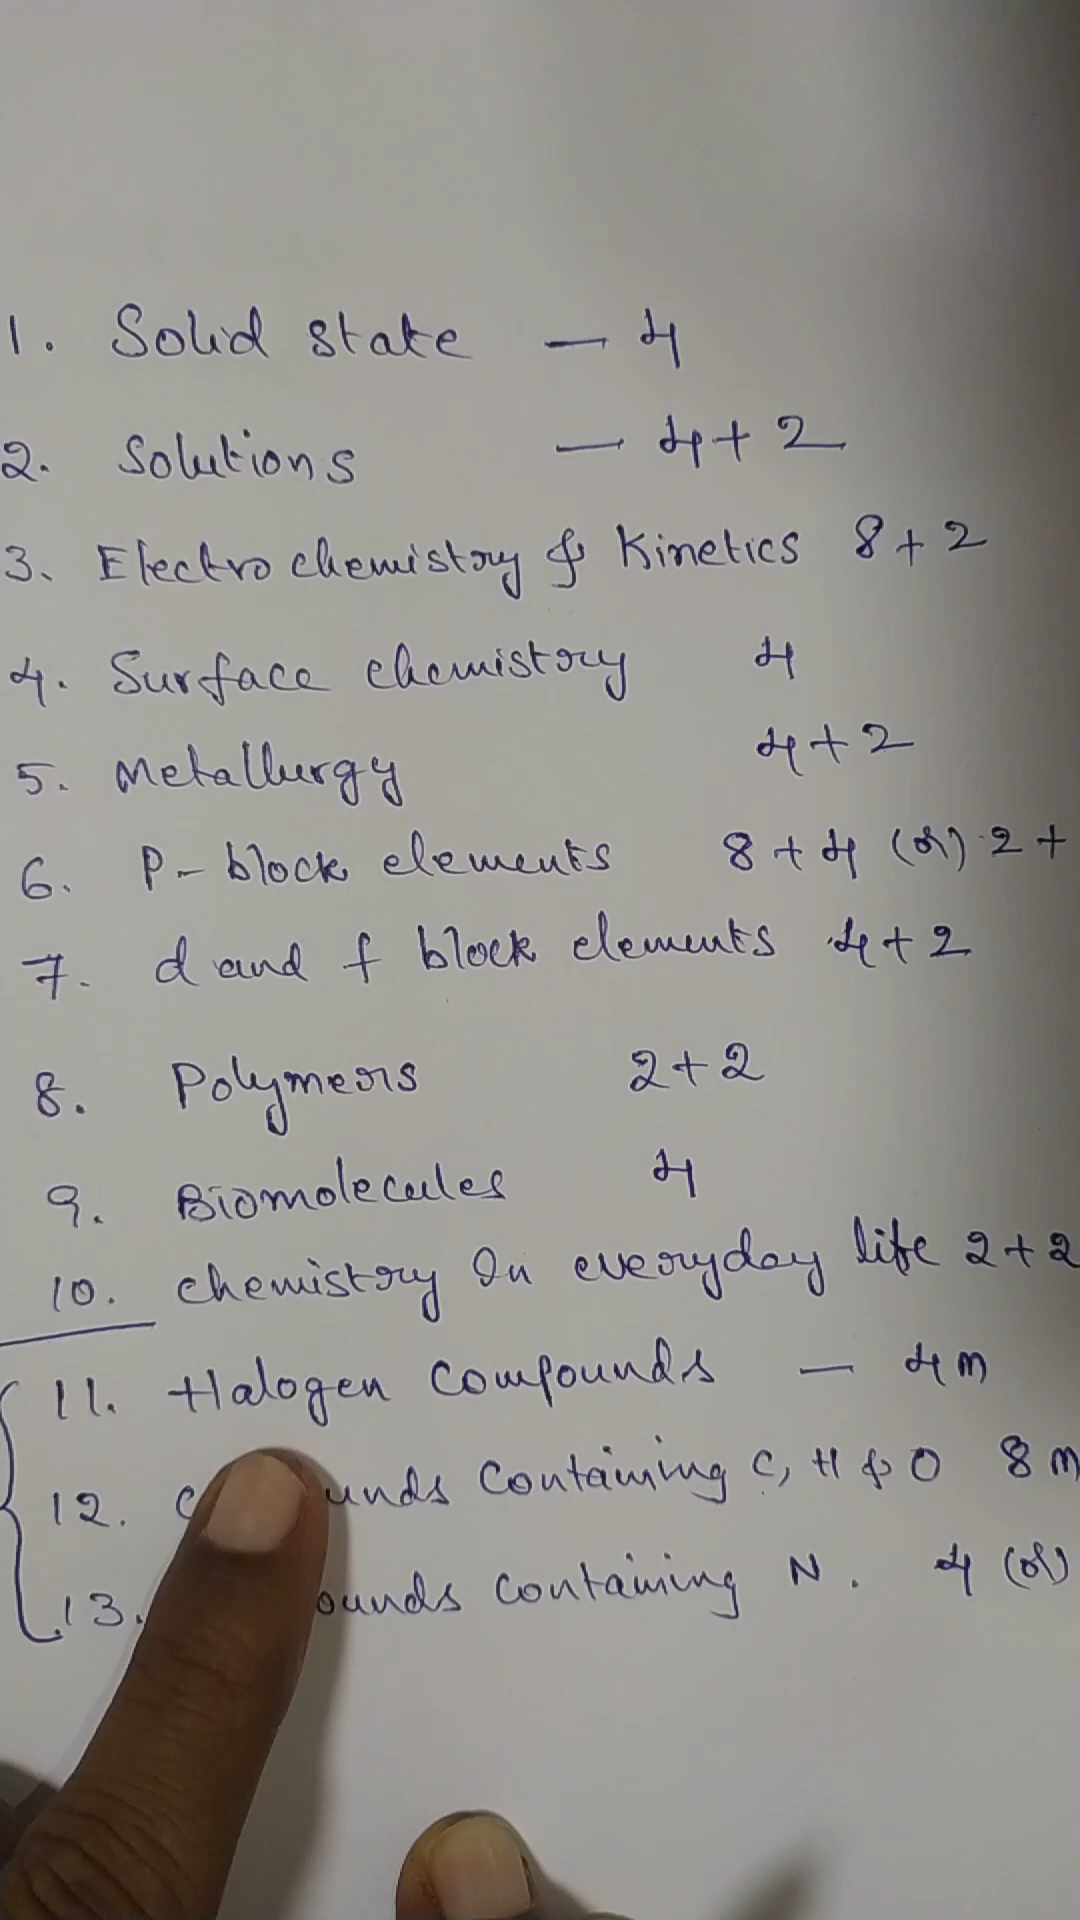 1. Solid state — 4
2. Solutions — 4+2
3. Electro chemistry & Kinetics 8+2
4. Surface chemistry 4
5. Metallurgy 4+2
6. P-block elements 8+4 (or) 2+
7. d and f block elements 4+2
8. Polymers 2+2
9. Biomolecules 4
10. chemistry In everyday life 2+2
11. Halogen compounds — 4m
12. containing C, H & O 8m
13. containing N. 4 (or)